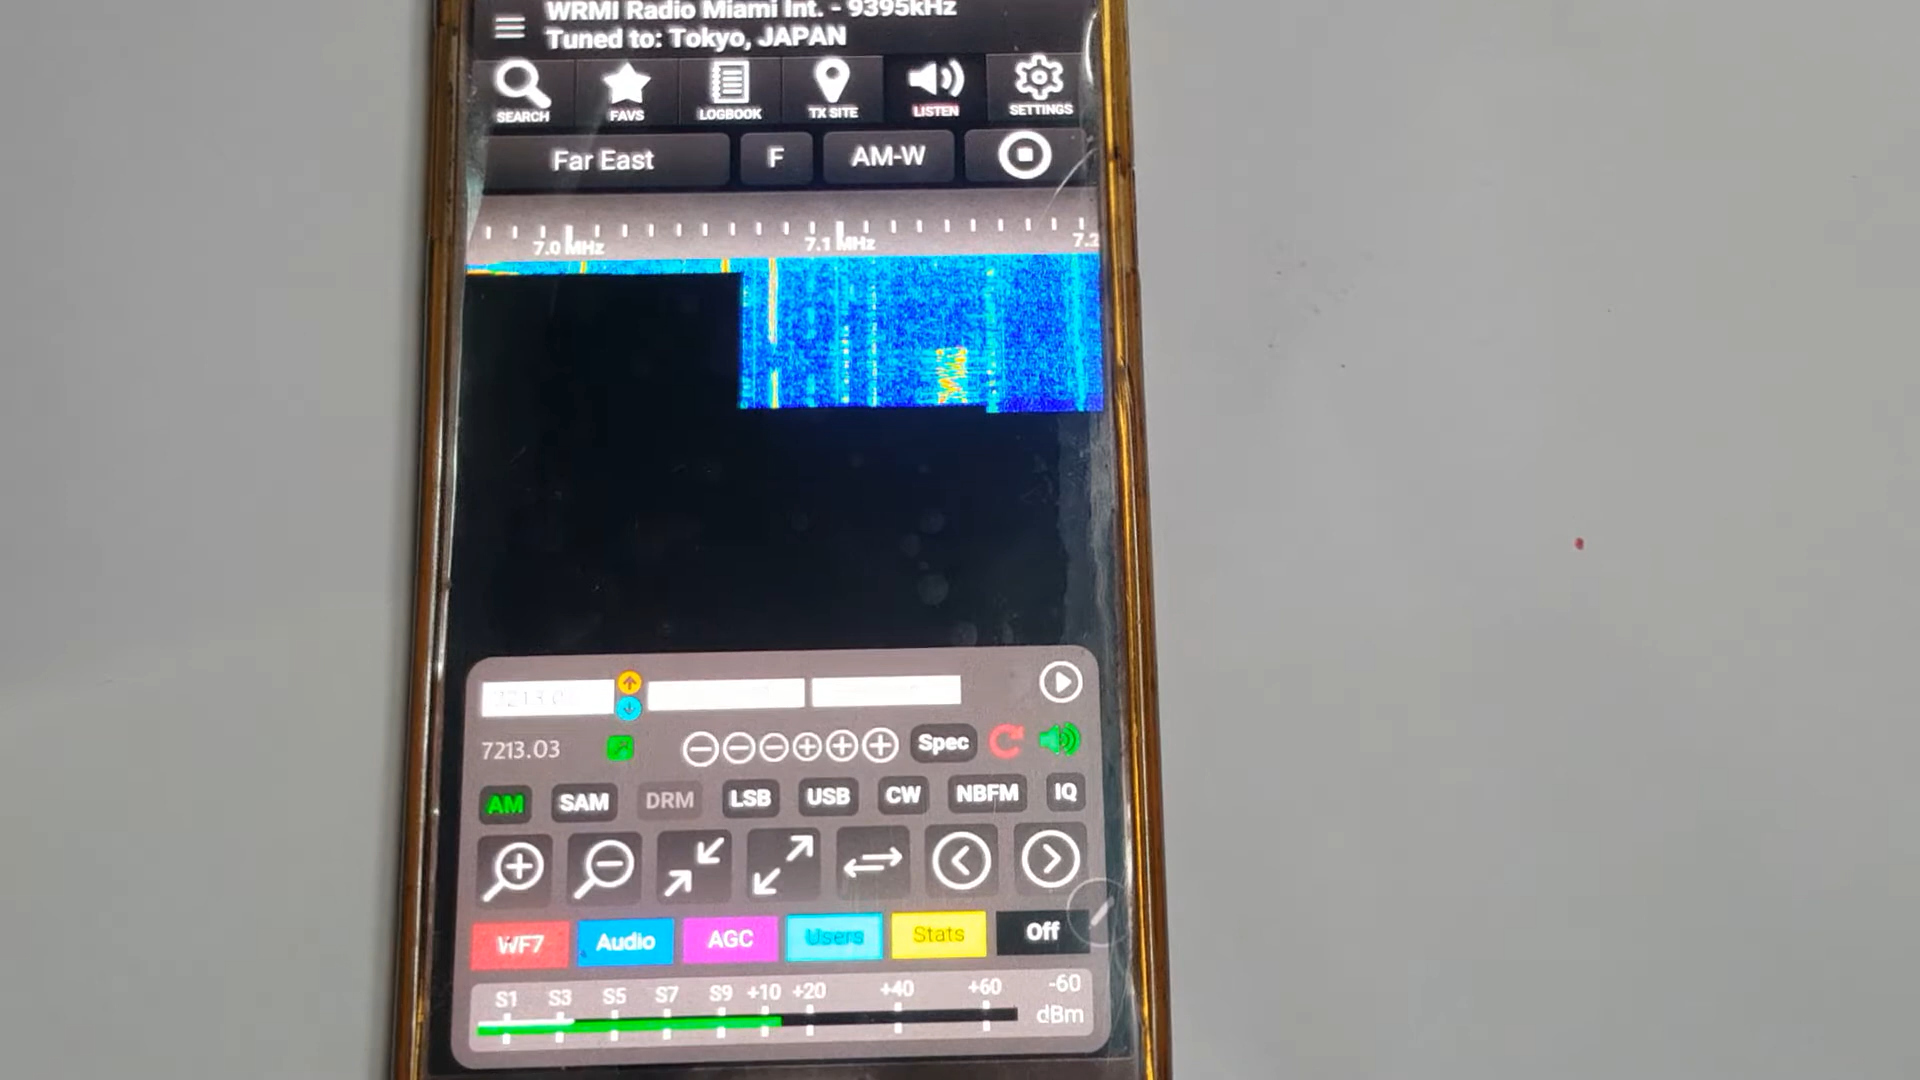 WRMI Radio Miami Int. - 9395kHz
Tuned to: Tokyo, JAPAN
SEARCH FAVS LOGBOOK TX SITE LISTEN SETTINGS
Far East F AM-W
7.0 MHz 7.1 MHz 7.2
7213.03
7213.03 Spec
AM SAM DRM LSB USB CW NBFM IQ
WF7 Audio AGC Users Stats Off
S1 S3 S5 S7 S9 +10 +20 +40 +60 -60
dBm